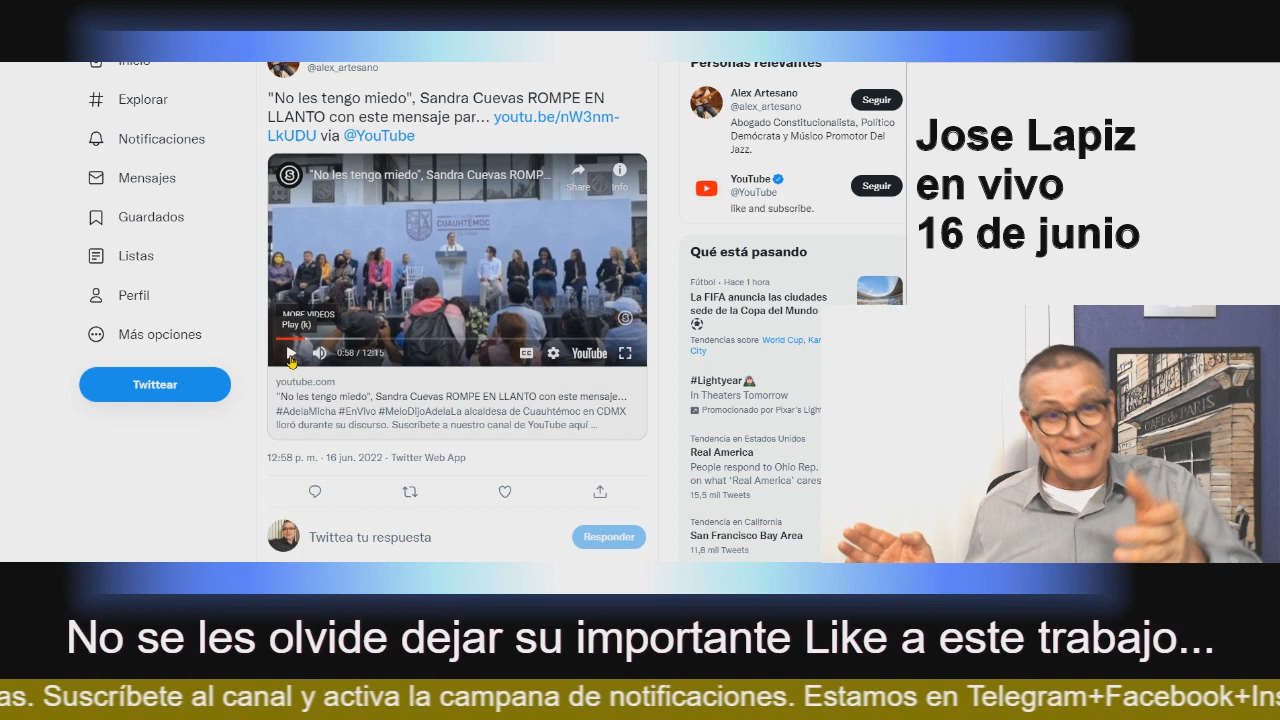 Inicio
Explorar
Notificaciones
Mensajes
Guardados
Listas
Perfil
Más opciones
Twittear
@alex_artesano
"No les tengo miedo", Sandra Cuevas ROMPE EN
LLANTO con este mensaje par... youtu.be/nW3nm-
LkUDU via @YouTube
"No les tengo miedo", Sandra Cuevas ROMP...
Share
Info
CUAUHTÉMOC
MORE VIDEOS
Play (k)
0:58 / 12:15
CC
YouTube
youtube.com
"No les tengo miedo", Sandra Cuevas ROMPE EN LLANTO con este mensaje...
#AdelaMicha #EnVivo #MeloDijoAdelaLa alcaldesa de Cuauhtémoc en CDMX
lloró durante su discurso. Suscríbete a nuestro canal de YouTube aquí ...
12:58 p. m. · 16 jun. 2022 · Twitter Web App
Twittea tu respuesta
Responder
Personas relevantes
Alex Artesano
@alex_artesano
Seguir
Abogado Constitucionalista, Político
Demócrata y Músico Promotor Del
Jazz.
YouTube
@YouTube
Seguir
like and subscribe.
Qué está pasando
Fútbol · Hace 1 hora
La FIFA anuncia las ciudades
sede de la Copa del Mundo
Tendencias sobre World Cup, Kan
City
#Lightyear
In Theaters Tomorrow
Promocionado por Pixar's Light
Tendencia en Estados Unidos
Real America
People respond to Ohio Rep.
on what 'Real America' cares
15,5 mil Tweets
Tendencia en California
San Francisco Bay Area
11,8 mil Tweets
Jose Lapiz
en vivo
16 de junio
CAFE de PARIS
No se les olvide dejar su importante Like a este trabajo...
as. Suscríbete al canal y activa la campana de notificaciones. Estamos en Telegram+Facebook+Ins